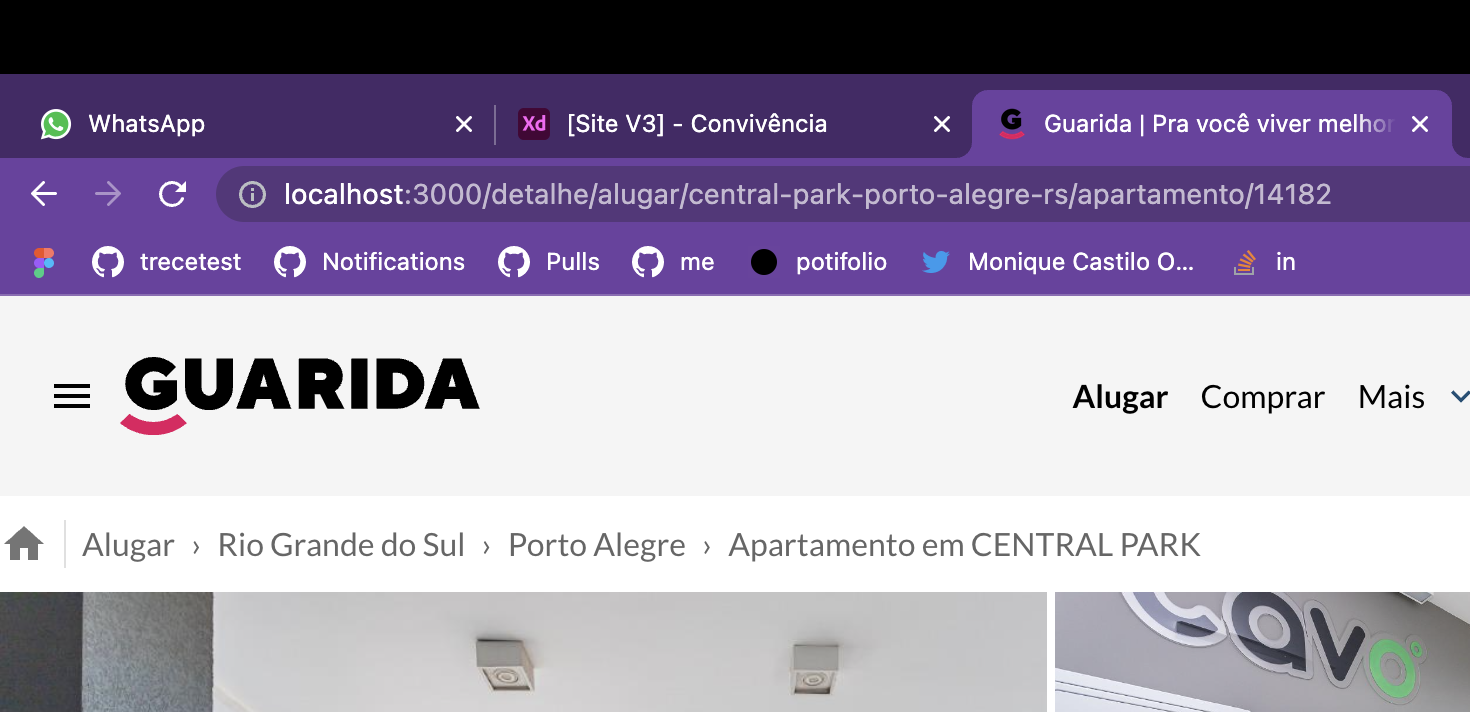 WhatsApp
Xd [Site V3] - Convivência
G Guarida | Pra você viver melhor
localhost:3000/detalhe/alugar/central-park-porto-alegre-rs/apartamento/14182
trecetest Notifications Pulls me potifolio Monique Castilo O... in
GUARIDA
Alugar Comprar Mais
Alugar › Rio Grande do Sul › Porto Alegre › Apartamento em CENTRAL PARK